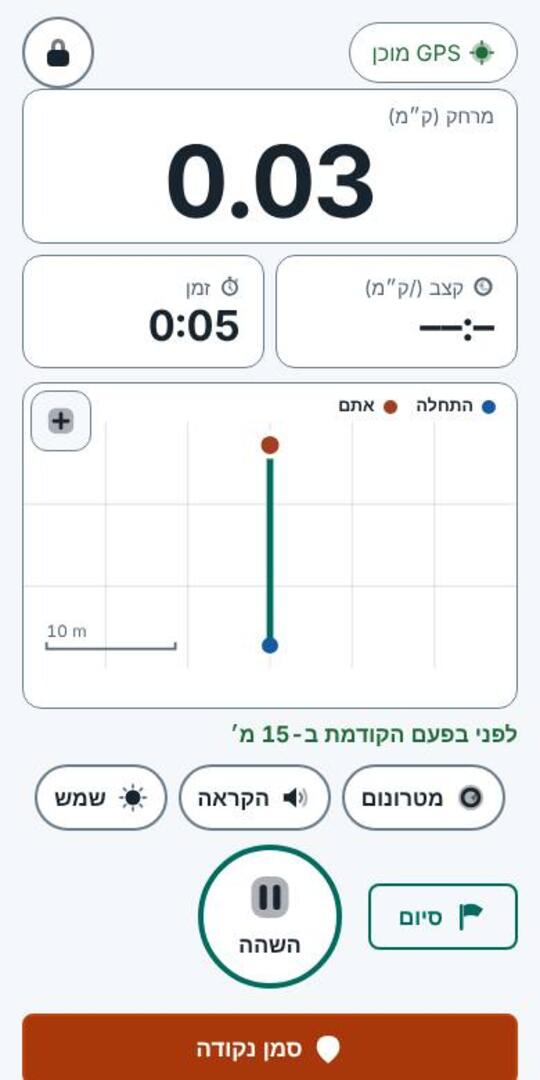 GPS מוכן
מרחק (ק״מ)
0.03
קצב (/ק״מ)
–:––
זמן
0:05
התחלה
אתם
10 m
לפני בפעם הקודמת ב-15 מ׳
מטרונום
הקראה
שמש
סיום
השהה
סמן נקודה